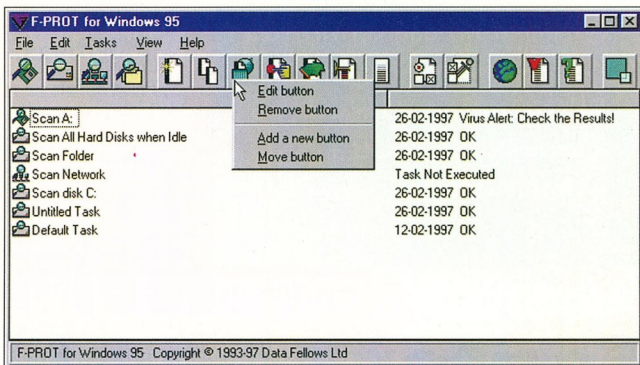 F-PROT for Windows 95
File Edit Tasks View Help
Edit button
Remove button
Add a new button
Move button
Scan A: 26-02-1997 Virus Alert: Check the Results!
Scan All Hard Disks when Idle 26-02-1997 OK
Scan Folder 26-02-1997 OK
Scan Network Task Not Executed
Scan disk C: 26-02-1997 OK
Untitled Task 26-02-1997 OK
Default Task 12-02-1997 OK
F-PROT for Windows 95 Copyright © 1993-97 Data Fellows Ltd